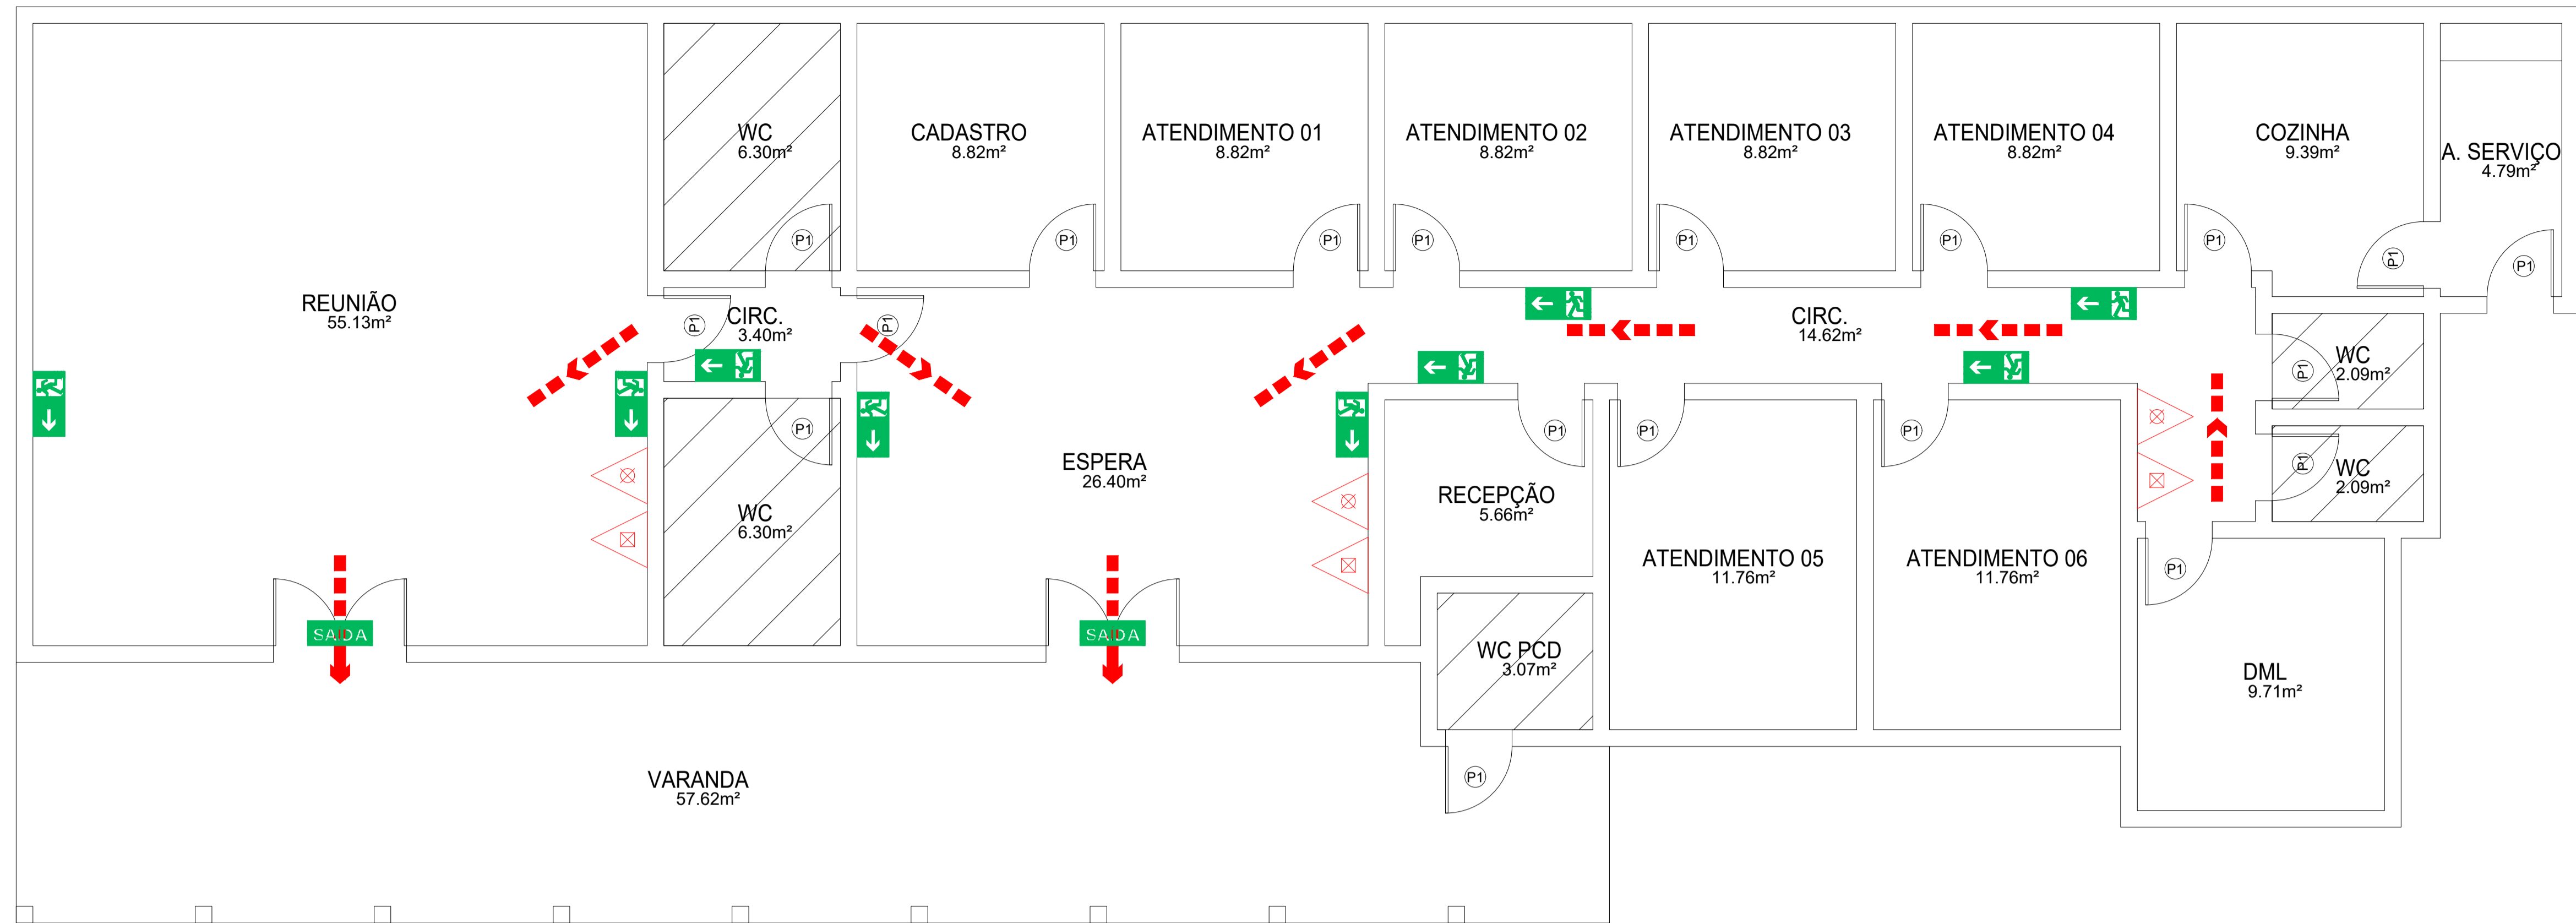 WC
6.30m²
CADASTRO
8.82m²
ATENDIMENTO 01
8.82m²
ATENDIMENTO 02
8.82m²
ATENDIMENTO 03
8.82m²
ATENDIMENTO 04
8.82m²
COZINHA
9.39m²
A. SERVIÇO
4.79m²
P1
P1
P1
P1
P1
P1
P1
P1
P1
REUNIÃO
55.13m²
P1
CIRC.
3.40m²
P1
CIRC.
14.62m²
WC
2.09m²
P1
P1
P1
P1
P1
ESPERA
26.40m²
P1
WC
2.09m²
RECEPÇÃO
5.66m²
WC
6.30m²
ATENDIMENTO 05
11.76m²
ATENDIMENTO 06
11.76m²
P1
SAIDA
SAIDA
WC PCD
3.07m²
DML
9.71m²
VARANDA
57.62m²
P1